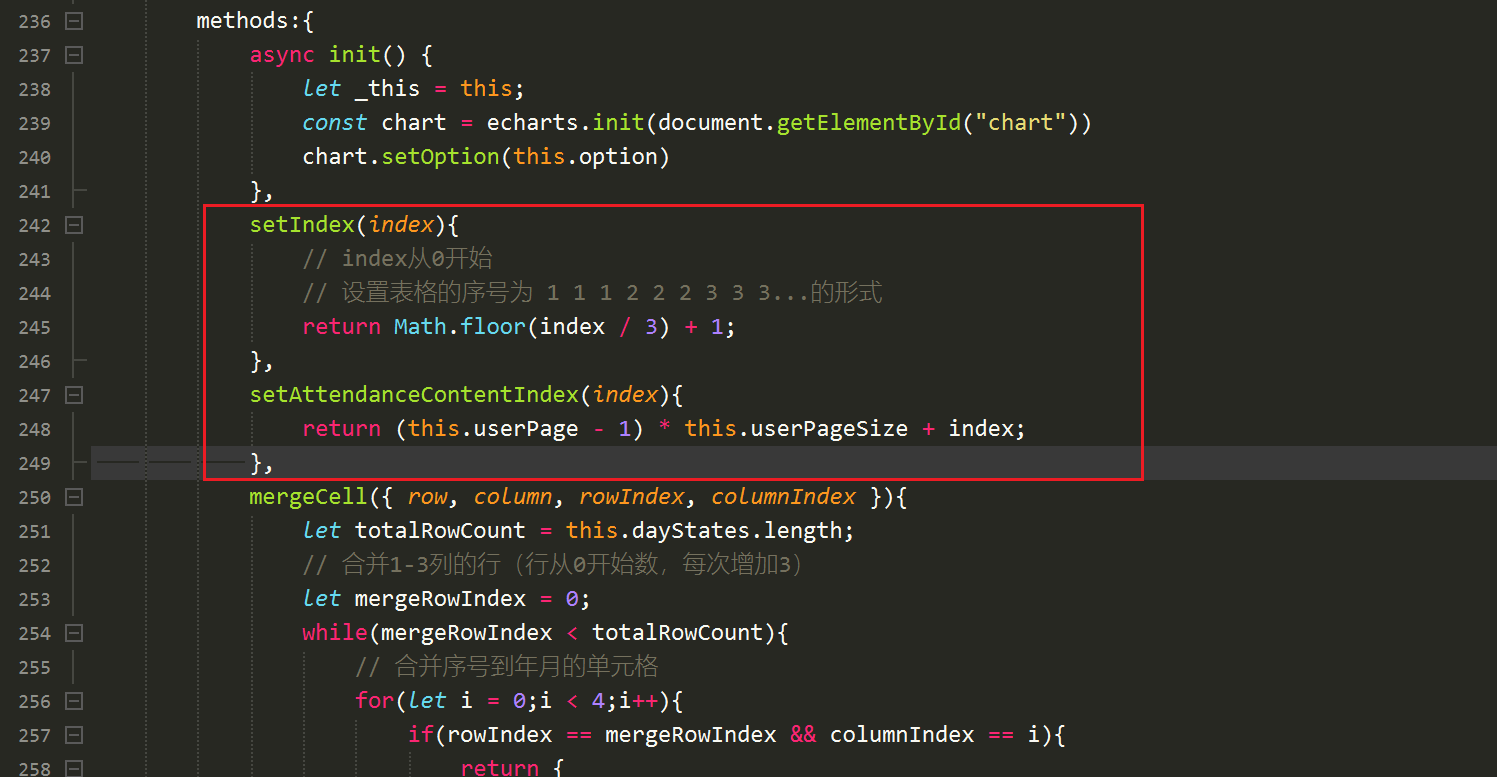 236 methods:{
237 async init() {
238 let _this = this;
239 const chart = echarts.init(document.getElementById("chart"))
240 chart.setOption(this.option)
241 },
242 setIndex(index){
243 // index从0开始
244 // 设置表格的序号为 1 1 1 2 2 2 3 3 3...的形式
245 return Math.floor(index / 3) + 1;
246 },
247 setAttendanceContentIndex(index){
248 return (this.userPage - 1) * this.userPageSize + index;
249 },
250 mergeCell({ row, column, rowIndex, columnIndex }){
251 let totalRowCount = this.dayStates.length;
252 // 合并1-3列的行（行从0开始数，每次增加3）
253 let mergeRowIndex = 0;
254 while(mergeRowIndex < totalRowCount){
255 // 合并序号到年月的单元格
256 for(let i = 0;i < 4;i++){
257 if(rowIndex == mergeRowIndex && columnIndex == i){
258 return {